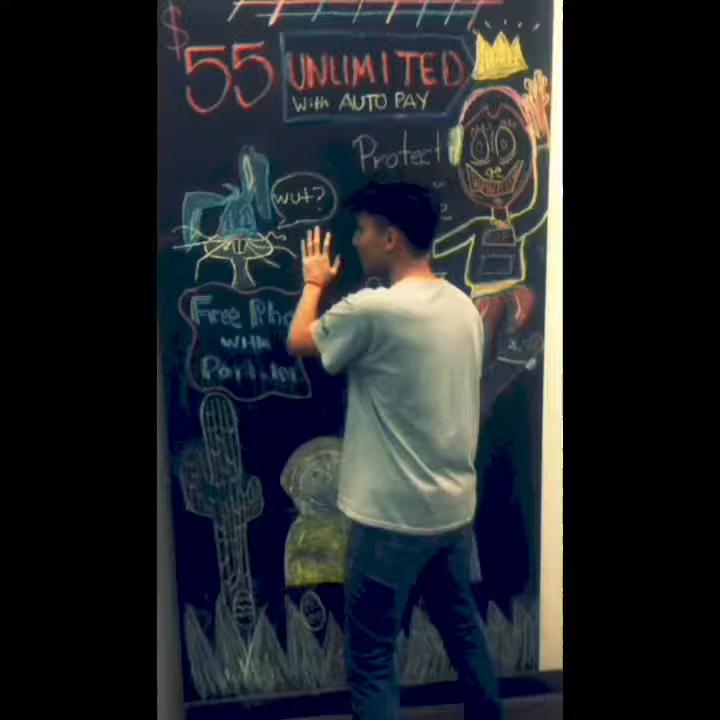 $55 UNLIMITED
With AUTO PAY
Protect
wut?
Free Pho
with
Port-in